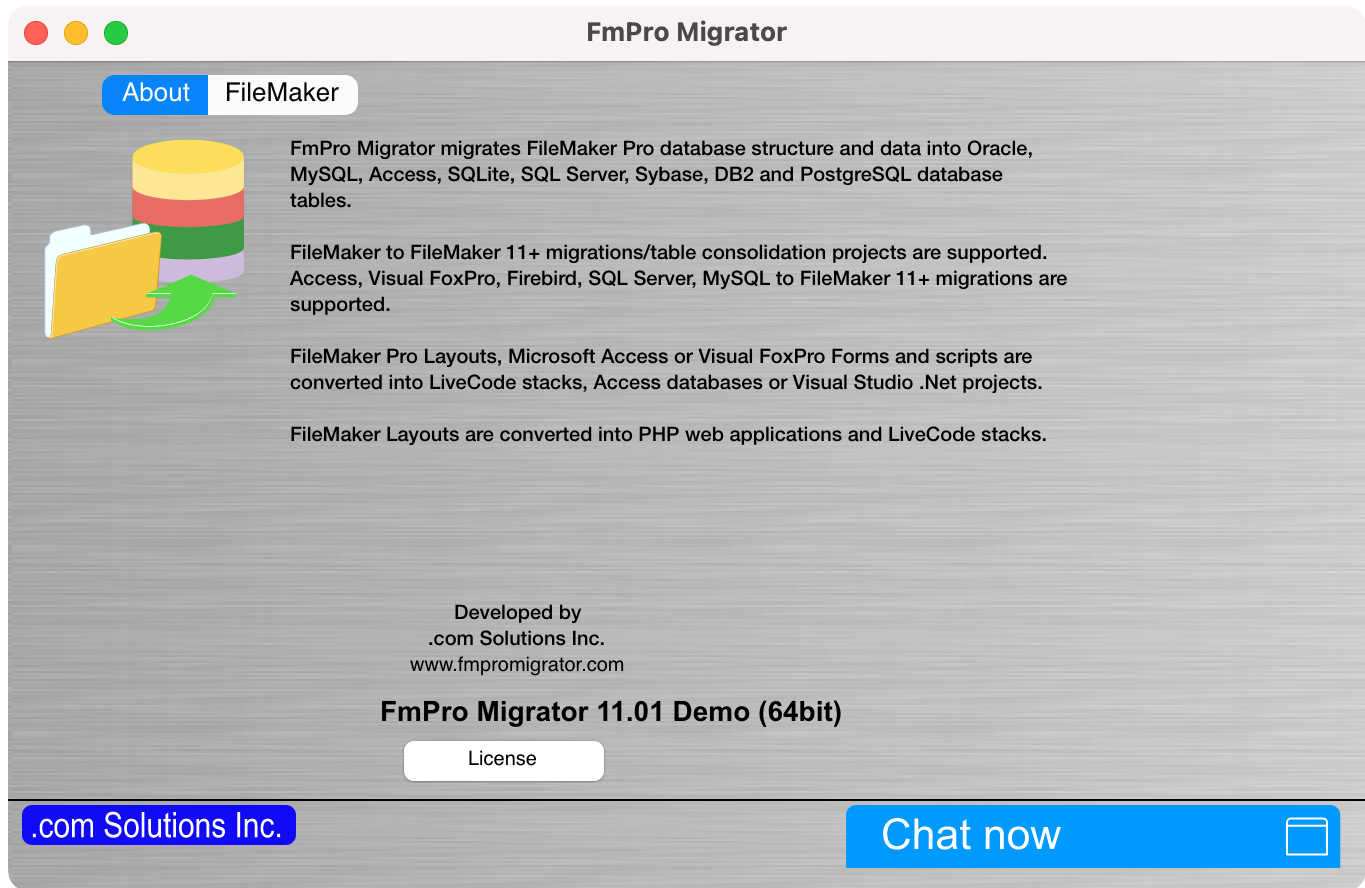 FmPro Migrator
About
FileMaker
FmPro Migrator migrates FileMaker Pro database structure and data into Oracle,
MySQL, Access, SQLite, SQL Server, Sybase, DB2 and PostgreSQL database
tables.
FileMaker to FileMaker 11+ migrations/table consolidation projects are supported.
Access, Visual FoxPro, Firebird, SQL Server, MySQL to FileMaker 11+ migrations are
supported.
FileMaker Pro Layouts, Microsoft Access or Visual FoxPro Forms and scripts are
converted into LiveCode stacks, Access databases or Visual Studio .Net projects.
FileMaker Layouts are converted into PHP web applications and LiveCode stacks.
Developed by
.com Solutions Inc.
www.fmpromigrator.com
FmPro Migrator 11.01 Demo (64bit)
License
.com Solutions Inc.
Chat now